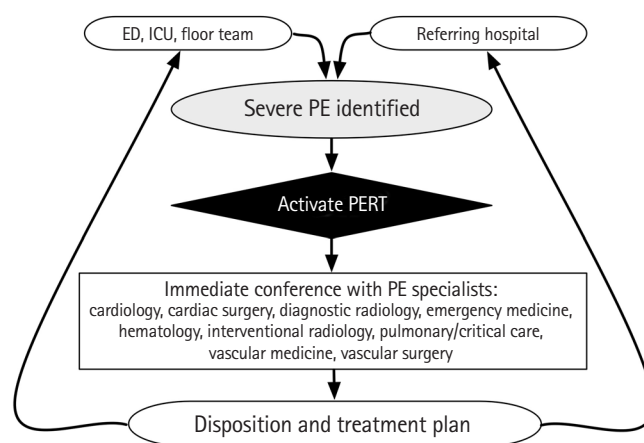 ED, ICU, floor team
Referring hospital
Severe PE identified
Activate PERT
Immediate conference with PE specialists:
cardiology, cardiac surgery, diagnostic radiology, emergency medicine,
hematology, interventional radiology, pulmonary/critical care,
vascular medicine, vascular surgery
Disposition and treatment plan